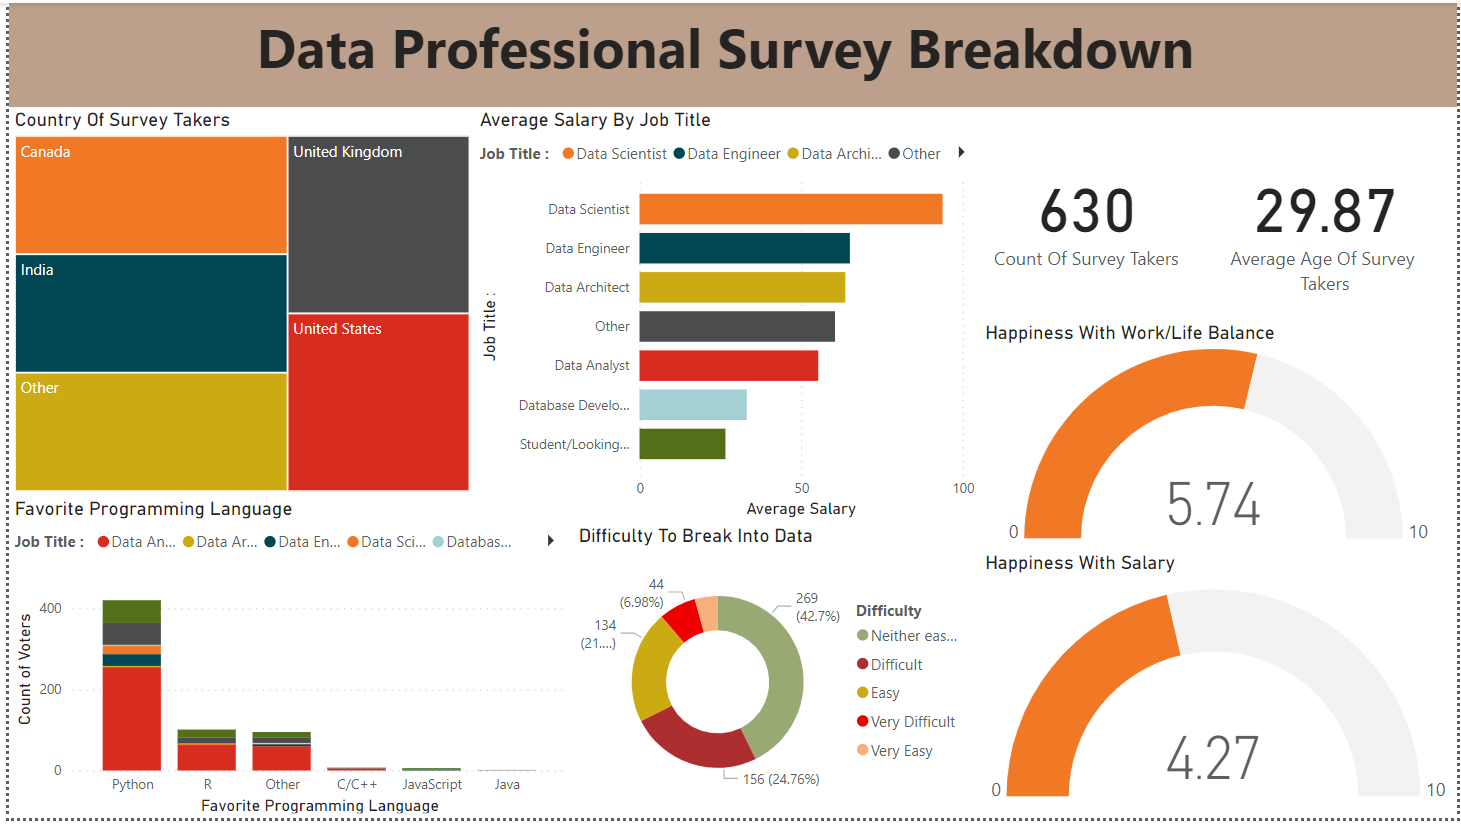 Data Professional Survey Breakdown
Country Of Survey Takers
Canada
India
Other
United Kingdom
United States
Average Salary By Job Title
Job Title : Data Scientist Data Engineer Data Archi... Other
Job Title :
Data Scientist
Data Engineer
Data Architect
Other
Data Analyst
Database Develo...
Student/Looking...
0 50 100
Average Salary
630
Count Of Survey Takers
29.87
Average Age Of Survey
Takers
Happiness With Work/Life Balance
5.74
0 10
Happiness With Salary
4.27
0 10
Favorite Programming Language
Job Title : Data An... Data Ar... Data En... Data Sci... Databas...
Count of Voters
400
200
0
Python R Other C/C++ JavaScript Java
Favorite Programming Language
Difficulty To Break Into Data
44
(6.98%)
269
(42.7%)
134
(21....)
156 (24.76%)
Difficulty
Neither eas...
Difficult
Easy
Very Difficult
Very Easy